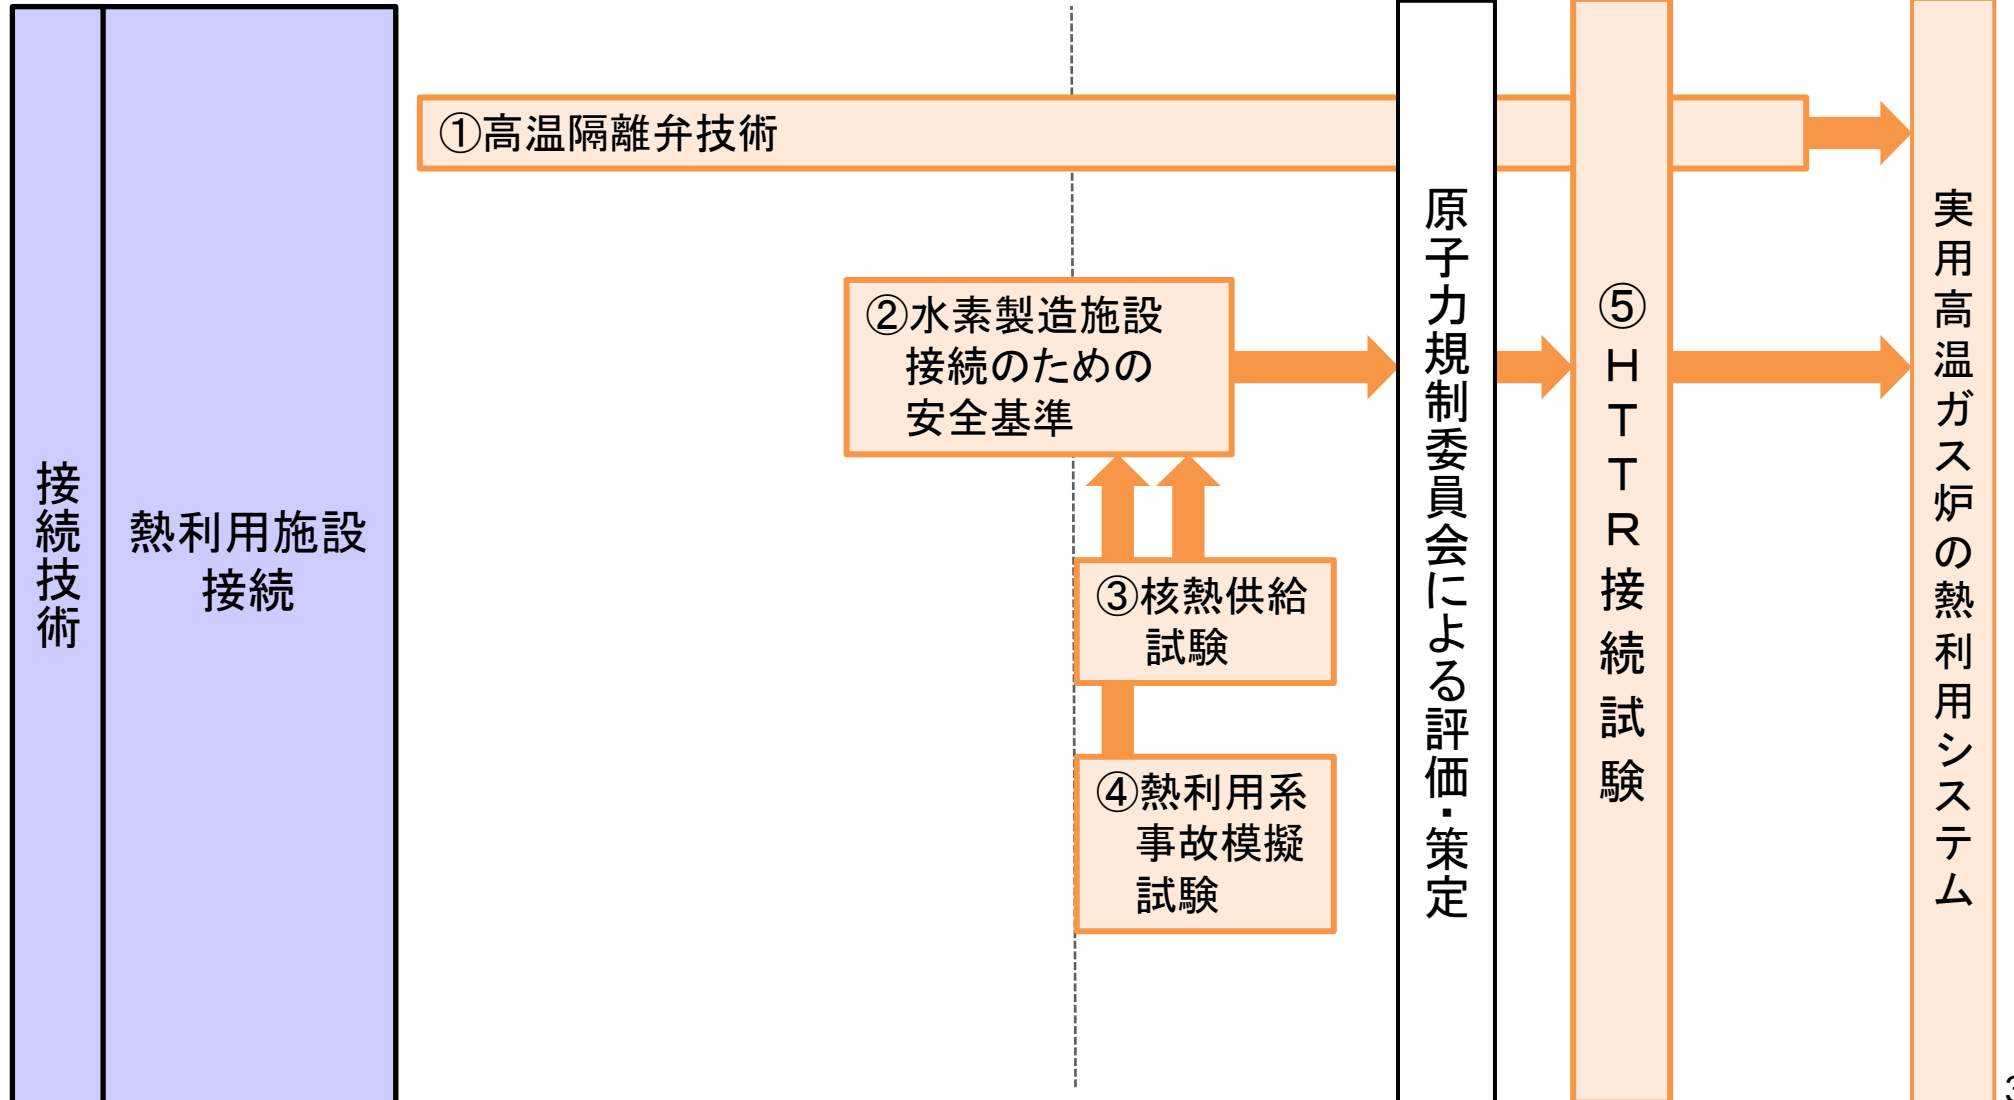 接続技術
熱利用施設
接続
①高温隔離弁技術
②水素製造施設
接続のための
安全基準
③核熱供給
試験
④熱利用系
事故模擬
試験
原子力規制委員会による評価・策定
⑤HTTR接続試験
実用高温ガス炉の熱利用システム